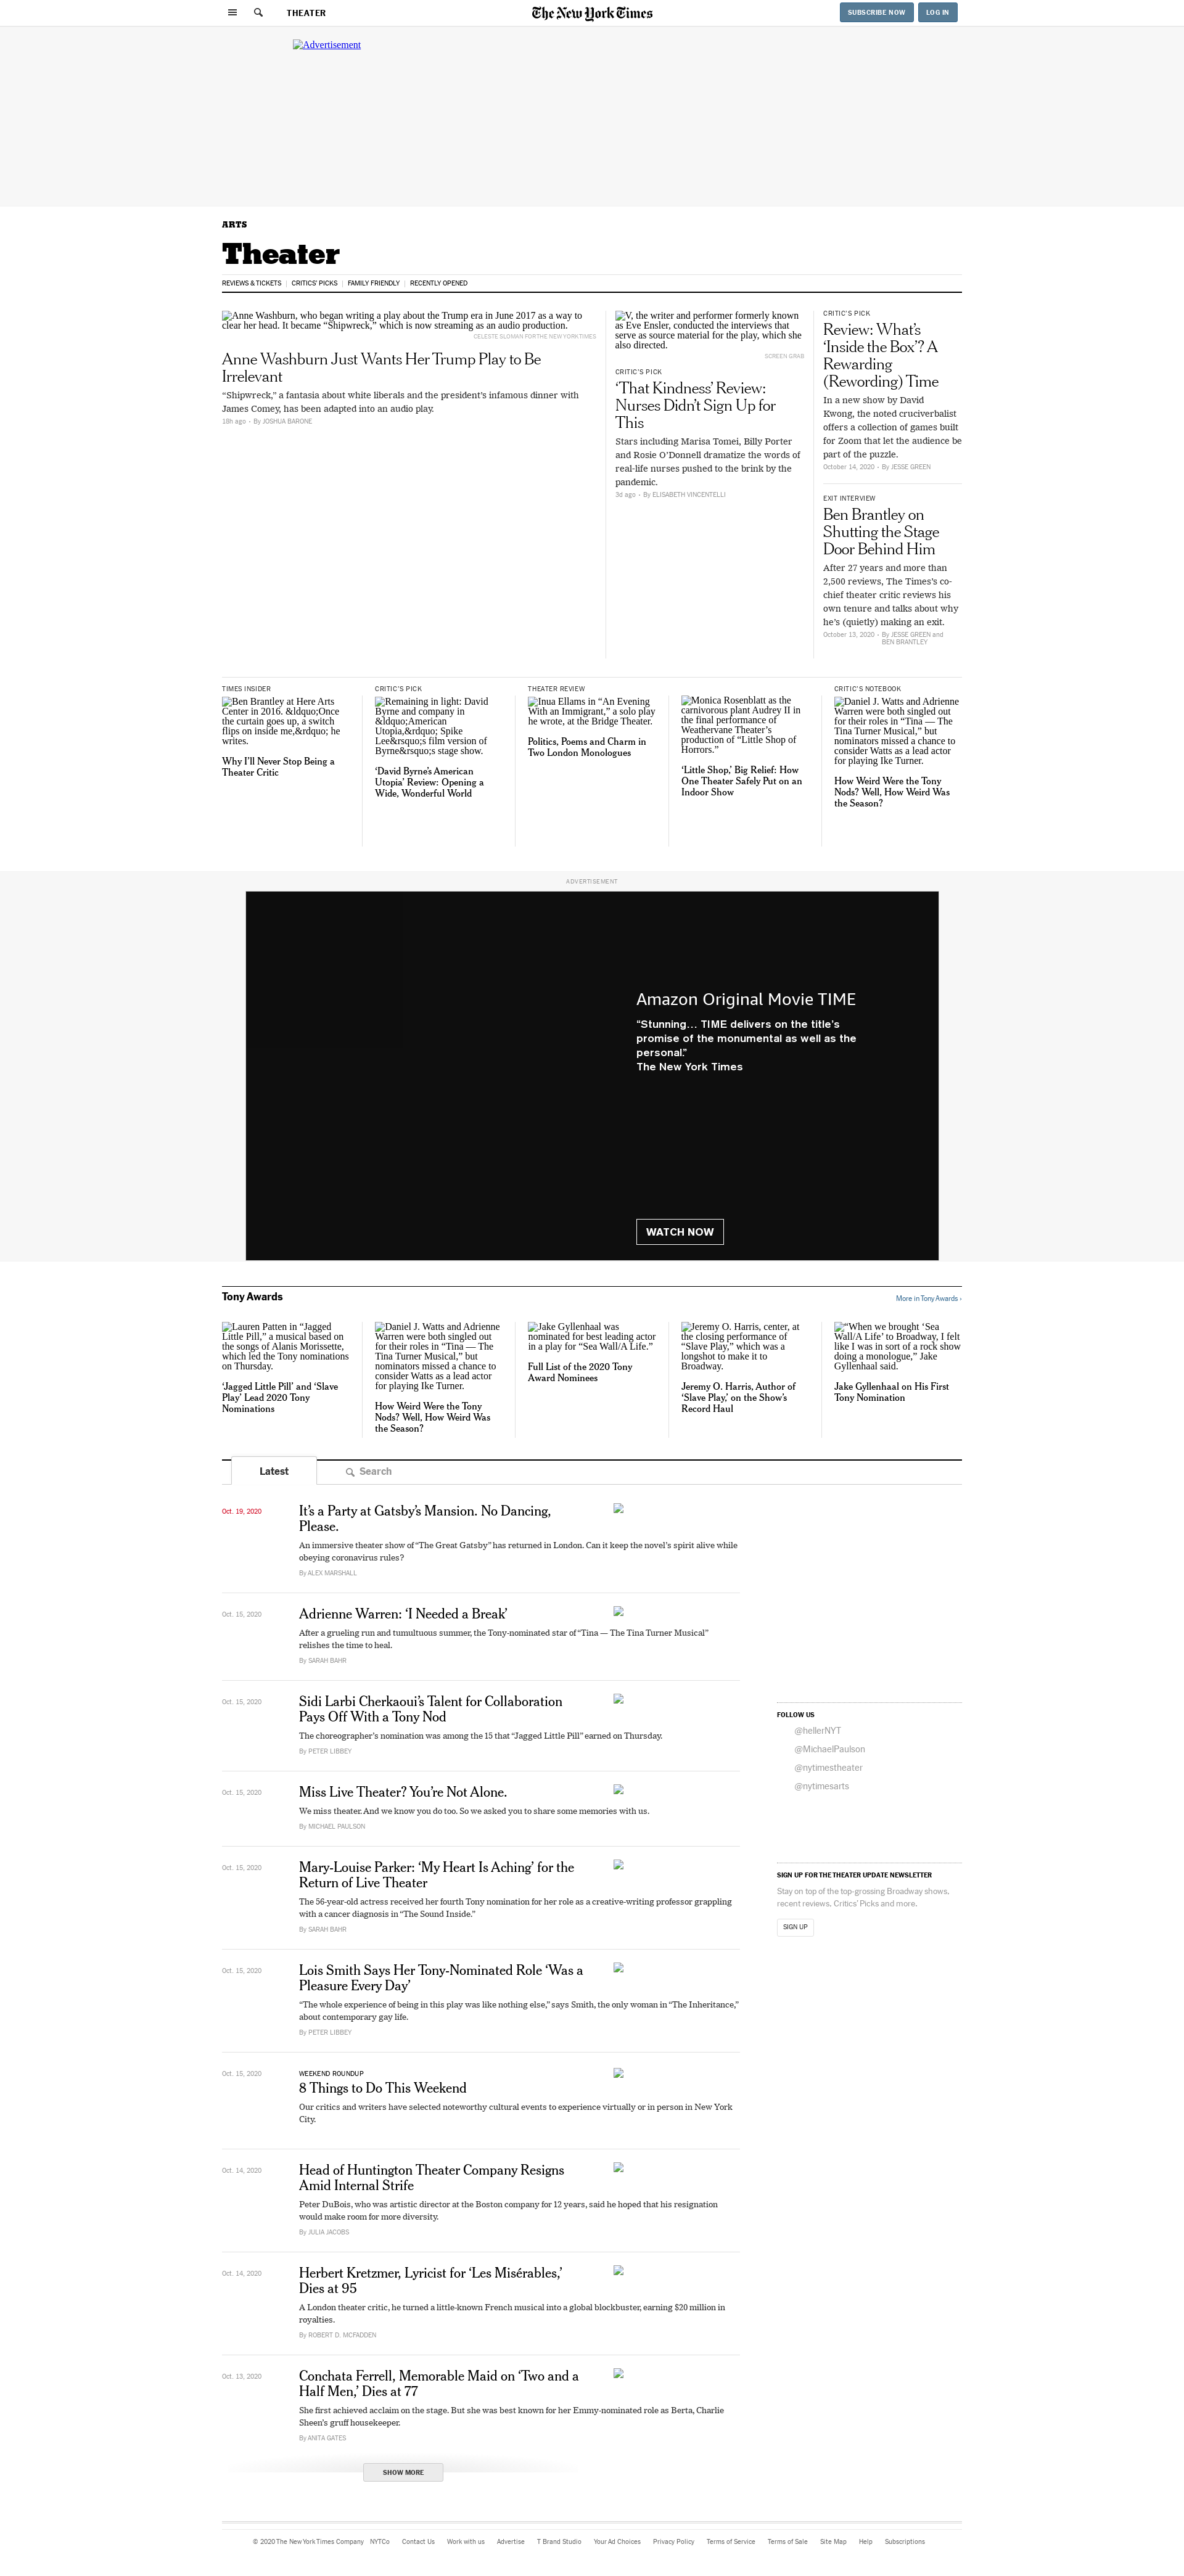 THEATER
The New York Times
SUBSCRIBE NOW
LOG IN
Advertisement
ARTS
Theater
REVIEWS & TICKETS
CRITICS' PICKS
FAMILY FRIENDLY
RECENTLY OPENED
Anne Washburn, who began writing a play about the Trump era in June 2017 as a way to
clear her head. It became “Shipwreck,” which is now streaming as an audio production.
CELESTE SLOMAN FOR THE NEW YORK TIMES
Anne Washburn Just Wants Her Trump Play to Be
Irrelevant
“Shipwreck,” a fantasia about white liberals and the president’s infamous dinner with
James Comey, has been adapted into an audio play.
18h ago • By JOSHUA BARONE
V, the writer and performer formerly known
as Eve Ensler, conducted the interviews that
serve as source material for the play, which she
also directed.
SCREEN GRAB
CRITIC’S PICK
‘That Kindness’ Review:
Nurses Didn’t Sign Up for
This
Stars including Marisa Tomei, Billy Porter
and Rosie O’Donnell dramatize the words of
real-life nurses pushed to the brink by the
pandemic.
3d ago • By ELISABETH VINCENTELLI
CRITIC’S PICK
Review: What’s
‘Inside the Box’? A
Rewarding
(Rewording) Time
In a new show by David
Kwong, the noted cruciverbalist
offers a collection of games built
for Zoom that let the audience be
part of the puzzle.
October 14, 2020 • By JESSE GREEN
EXIT INTERVIEW
Ben Brantley on
Shutting the Stage
Door Behind Him
After 27 years and more than
2,500 reviews, The Times’s co-
chief theater critic reviews his
own tenure and talks about why
he’s (quietly) making an exit.
October 13, 2020 • By JESSE GREEN and
BEN BRANTLEY
TIMES INSIDER
Ben Brantley at Here Arts
Center in 2016. &ldquo;Once
the curtain goes up, a switch
flips on inside me,&rdquo; he
writes.
Why I’ll Never Stop Being a
Theater Critic
CRITIC’S PICK
Remaining in light: David
Byrne and company in
&ldquo;American
Utopia,&rdquo; Spike
Lee&rsquo;s film version of
Byrne&rsquo;s stage show.
‘David Byrne’s American
Utopia’ Review: Opening a
Wide, Wonderful World
THEATER REVIEW
Inua Ellams in “An Evening
With an Immigrant,” a solo play
he wrote, at the Bridge Theater.
Politics, Poems and Charm in
Two London Monologues
Monica Rosenblatt as the
carnivorous plant Audrey II in
the final performance of
Weathervane Theater’s
production of “Little Shop of
Horrors.”
‘Little Shop,’ Big Relief: How
One Theater Safely Put on an
Indoor Show
CRITIC’S NOTEBOOK
Daniel J. Watts and Adrienne
Warren were both singled out
for their roles in “Tina — The
Tina Turner Musical,” but
nominators missed a chance to
consider Watts as a lead actor
for playing Ike Turner.
How Weird Were the Tony
Nods? Well, How Weird Was
the Season?
ADVERTISEMENT
Amazon Original Movie TIME
“Stunning… TIME delivers on the title’s
promise of the monumental as well as the
personal.”
The New York Times
WATCH NOW
Tony Awards
More in Tony Awards ›
Lauren Patten in “Jagged
Little Pill,” a musical based on
the songs of Alanis Morissette,
which led the Tony nominations
on Thursday.
‘Jagged Little Pill’ and ‘Slave
Play’ Lead 2020 Tony
Nominations
Daniel J. Watts and Adrienne
Warren were both singled out
for their roles in “Tina — The
Tina Turner Musical,” but
nominators missed a chance to
consider Watts as a lead actor
for playing Ike Turner.
How Weird Were the Tony
Nods? Well, How Weird Was
the Season?
Jake Gyllenhaal was
nominated for best leading actor
in a play for “Sea Wall/A Life.”
Full List of the 2020 Tony
Award Nominees
Jeremy O. Harris, center, at
the closing performance of
“Slave Play,” which was a
longshot to make it to
Broadway.
Jeremy O. Harris, Author of
‘Slave Play,’ on the Show’s
Record Haul
“When we brought ‘Sea
Wall/A Life’ to Broadway, I felt
like I was in sort of a rock show
doing a monologue,” Jake
Gyllenhaal said.
Jake Gyllenhaal on His First
Tony Nomination
Latest
Search
Oct. 19, 2020
It’s a Party at Gatsby’s Mansion. No Dancing,
Please.
An immersive theater show of “The Great Gatsby” has returned in London. Can it keep the novel’s spirit alive while
obeying coronavirus rules?
By ALEX MARSHALL
Oct. 15, 2020
Adrienne Warren: ‘I Needed a Break’
After a grueling run and tumultuous summer, the Tony-nominated star of “Tina — The Tina Turner Musical”
relishes the time to heal.
By SARAH BAHR
Oct. 15, 2020
Sidi Larbi Cherkaoui’s Talent for Collaboration
Pays Off With a Tony Nod
The choreographer’s nomination was among the 15 that “Jagged Little Pill” earned on Thursday.
By PETER LIBBEY
Oct. 15, 2020
Miss Live Theater? You’re Not Alone.
We miss theater. And we know you do too. So we asked you to share some memories with us.
By MICHAEL PAULSON
Oct. 15, 2020
Mary-Louise Parker: ‘My Heart Is Aching’ for the
Return of Live Theater
The 56-year-old actress received her fourth Tony nomination for her role as a creative-writing professor grappling
with a cancer diagnosis in “The Sound Inside.”
By SARAH BAHR
Oct. 15, 2020
Lois Smith Says Her Tony-Nominated Role ‘Was a
Pleasure Every Day’
“The whole experience of being in this play was like nothing else,” says Smith, the only woman in “The Inheritance,”
about contemporary gay life.
By PETER LIBBEY
Oct. 15, 2020
WEEKEND ROUNDUP
8 Things to Do This Weekend
Our critics and writers have selected noteworthy cultural events to experience virtually or in person in New York
City.
Oct. 14, 2020
Head of Huntington Theater Company Resigns
Amid Internal Strife
Peter DuBois, who was artistic director at the Boston company for 12 years, said he hoped that his resignation
would make room for more diversity.
By JULIA JACOBS
Oct. 14, 2020
Herbert Kretzmer, Lyricist for ‘Les Misérables,’
Dies at 95
A London theater critic, he turned a little-known French musical into a global blockbuster, earning $20 million in
royalties.
By ROBERT D. MCFADDEN
Oct. 13, 2020
Conchata Ferrell, Memorable Maid on ‘Two and a
Half Men,’ Dies at 77
She first achieved acclaim on the stage. But she was best known for her Emmy-nominated role as Berta, Charlie
Sheen’s gruff housekeeper.
By ANITA GATES
SHOW MORE
FOLLOW US
@hellerNYT
@MichaelPaulson
@nytimestheater
@nytimesarts
SIGN UP FOR THE THEATER UPDATE NEWSLETTER
Stay on top of the top-grossing Broadway shows,
recent reviews, Critics’ Picks and more.
SIGN UP
© 2020 The New York Times Company
NYTCo
Contact Us
Work with us
Advertise
T Brand Studio
Your Ad Choices
Privacy Policy
Terms of Service
Terms of Sale
Site Map
Help
Subscriptions